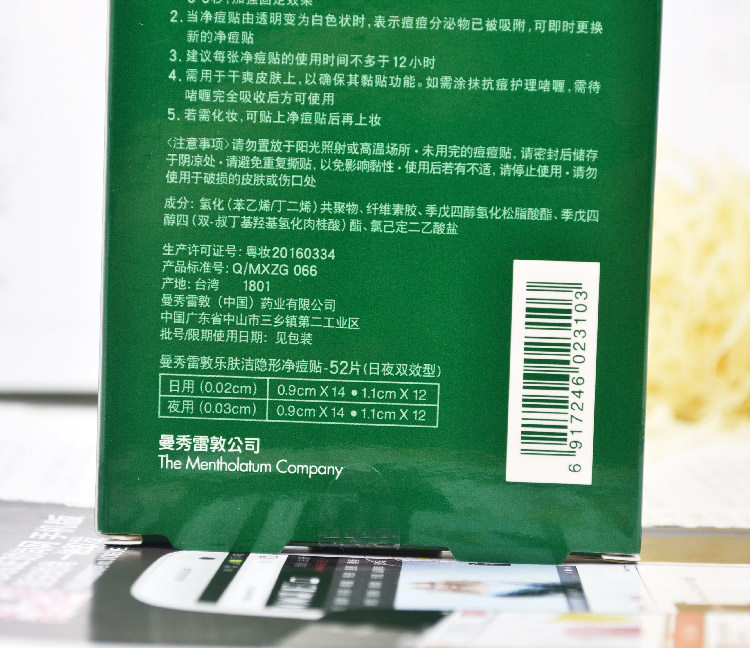 2. 当净痘贴由透明变为白色状时，表示痘痘分泌物已被吸附，可即时更换
新的净痘贴
3. 建议每张净痘贴的使用时间不多于12小时
4. 需用于干爽皮肤上，以确保其黏贴功能。如需涂抹抗痘护理啫喱，需待
啫喱完全吸收后方可使用
5. 若需化妆，可贴上净痘贴后再上妆
〈注意事项〉请勿置放于阳光照射或高温场所・未用完的痘痘贴，请密封后储存
于阴凉处・请避免重复撕贴，以免影响黏性・使用后若有不适，请停止使用・请勿
使用于破损的皮肤或伤口处
成分：氢化（苯乙烯/丁二烯）共聚物、纤维素胶、季戊四醇氢化松脂酸酯、季戊四
醇四（双-叔丁基羟基氢化肉桂酸）酯、氯己定二乙酸盐
生产许可证号：粤妆20160334
产品标准号：Q/MXZG 066
产地：台湾 1801
曼秀雷敦（中国）药业有限公司
中国广东省中山市三乡镇第二工业区
批号/限期使用日期：见包装
曼秀雷敦乐肤洁隐形净痘贴-52片(日夜双效型)
日用 (0.02cm) 0.9cm X 14 ● 1.1cm X 12
夜用 (0.03cm) 0.9cm X 14 ● 1.1cm X 12
曼秀雷敦公司
The Mentholatum Company
6 917246 023103